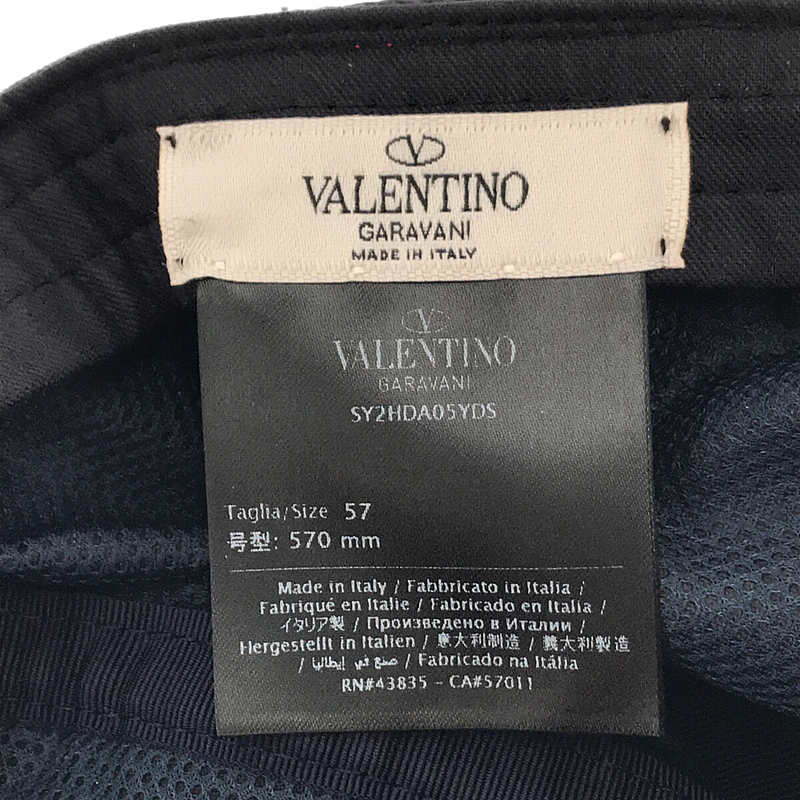 V
VALENTINO
GARAVANI
MADE IN ITALY
V
VALENTINO
GARAVANI
SY2HDA05YDS
Taglia/Size 57
号型: 570 mm
Made in Italy / Fabbricato in Italia /
Fabriqué en Italie / Fabricado en Italia /
イタリア製 / Произведено в Италии /
Hergestellt in Italien / 意大利制造 / 義大利製造
/ صنع في إيطاليا / Fabricado na Itália
RN#43835 - CA#57011